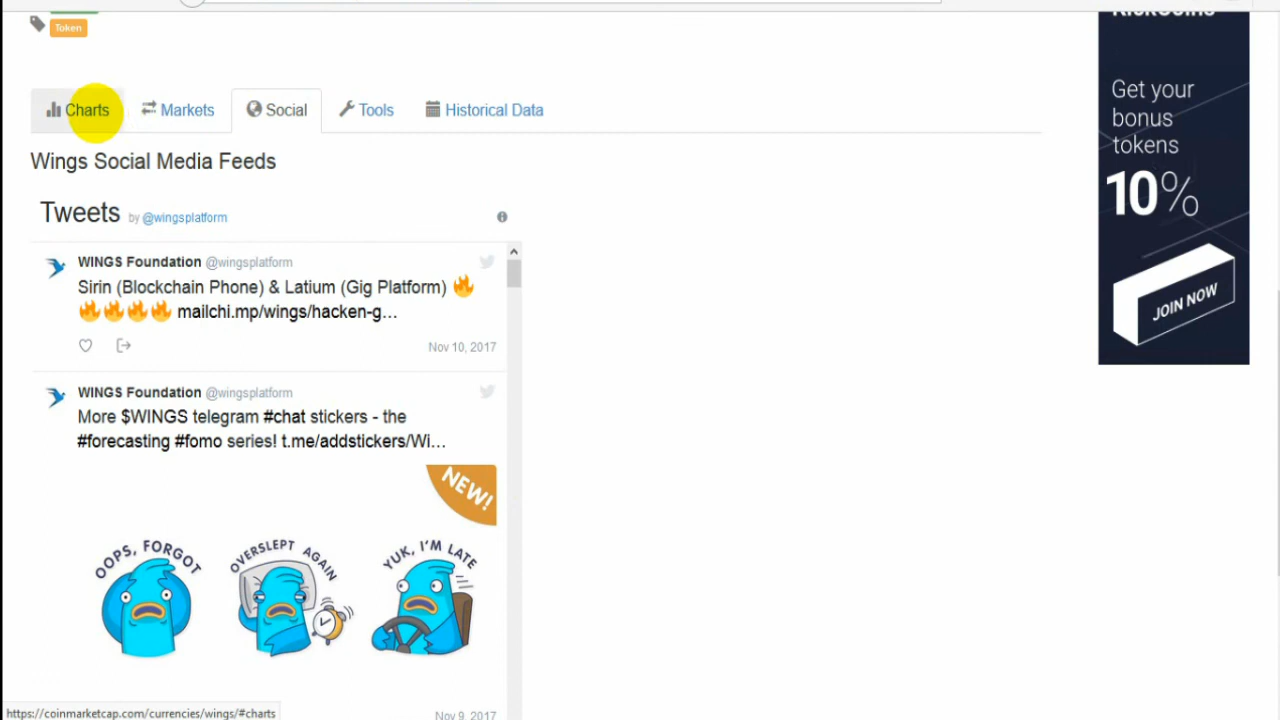 Token
Charts
Markets
Social
Tools
Historical Data
Wings Social Media Feeds
Tweets by @wingsplatform
WINGS Foundation @wingsplatform
Sirin (Blockchain Phone) & Latium (Gig Platform) 🔥
🔥🔥🔥🔥 mailchi.mp/wings/hacken-g...
Nov 10, 2017
WINGS Foundation @wingsplatform
More $WINGS telegram #chat stickers - the
#forecasting #fomo series! t.me/addstickers/Wi...
NEW!
OOPS, FORGOT
OVERSLEPT AGAIN
YUK, I'M LATE
Nov 9, 2017
https://coinmarketcap.com/currencies/wings/#charts
Get your
bonus
tokens
10%
JOIN NOW